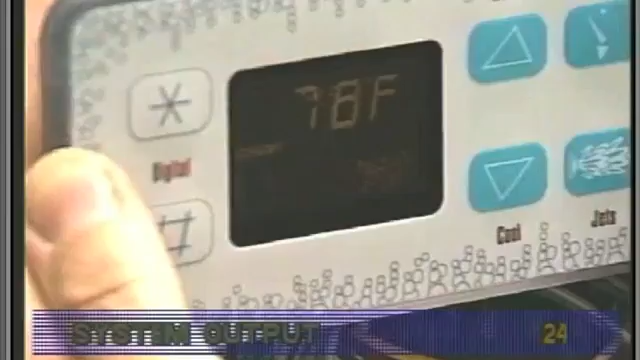 *
78F
Digital
#
Cool
Jets
SYSTEM OUTPUT
24